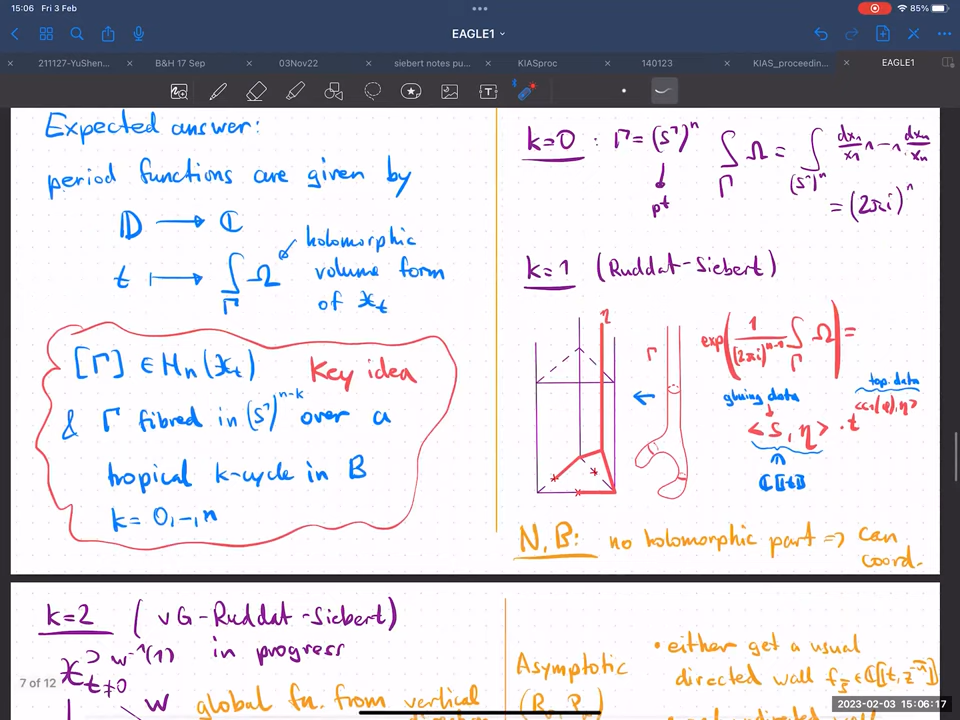 15:06 Fri 3 Feb
85%
EAGLE1
211127-YuShen...
B&H 17 Sep
03Nov22
siebert notes pu...
KIASproc
140123
KIAS_proceedin...
EAGLE1
Expected answer:
period functions are given by
𝔻 → ℂ
t ↦ ∫_Γ Ω
holomorphic
volume form
of 𝒳_t
[Γ] ∈ H_n(𝒳_t) Key idea
& Γ fibred in (S¹)^{n-k} over a
tropical k-cycle in B
k = 0, -, n
k=0 : Γ = (S¹)^n ∫_Γ Ω = ∫_{(S¹)^n} dx_1/x_1 ∧ - ∧ dx_n/x_n
↓
pt
= (2πi)^n
k=1 (Ruddat-Siebert)
η
Γ
exp(1/(2πi)^{n-1} ∫_Γ Ω) =
gluing data
top. data
<c_1(φ), η>
<s, η> · t
ℂ[[t]]
N.B: no holomorphic part => can
coord.
k=2 (vG-Ruddat-Siebert)
in progress
𝒳_{t≠0} ⊃ w^{-1}(1)
w global fn. from vertical
Asymptotic
• either get a usual
directed wall f ∈ ℂ[[t, z^{-m}]]
7 of 12
2023-02-03 15:06:17